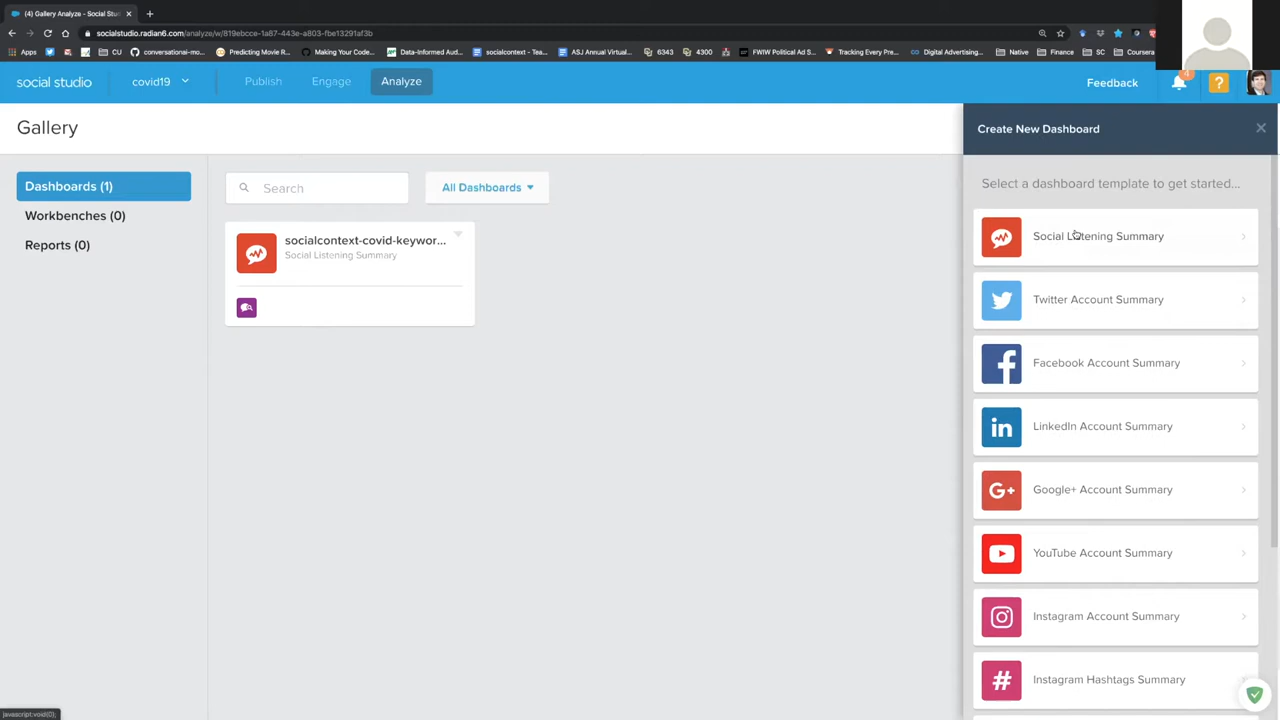 (4) Gallery Analyze - Social Stu
socialstudio.radian6.com/analyze/w/819ebcce-1a87-443e-a803-fbe13291af3b
Apps
CU
conversational-mo...
Predicting Movie R...
Making Your Code...
Data-Informed Aud...
socialcontext - Tea...
ASJ Annual Virtual...
6343
4300
FWIW Political Ad S...
Tracking Every Pre...
Digital Advertising...
Native
Finance
SC
Coursera
social studio
covid19
Publish
Engage
Analyze
Feedback
4
?
Gallery
Create New Dashboard
Dashboards (1)
Workbenches (0)
Reports (0)
Search
All Dashboards
socialcontext-covid-keywor...
Social Listening Summary
Select a dashboard template to get started...
Social Listening Summary
Twitter Account Summary
Facebook Account Summary
LinkedIn Account Summary
Google+ Account Summary
YouTube Account Summary
Instagram Account Summary
Instagram Hashtags Summary
javascript:void(0);